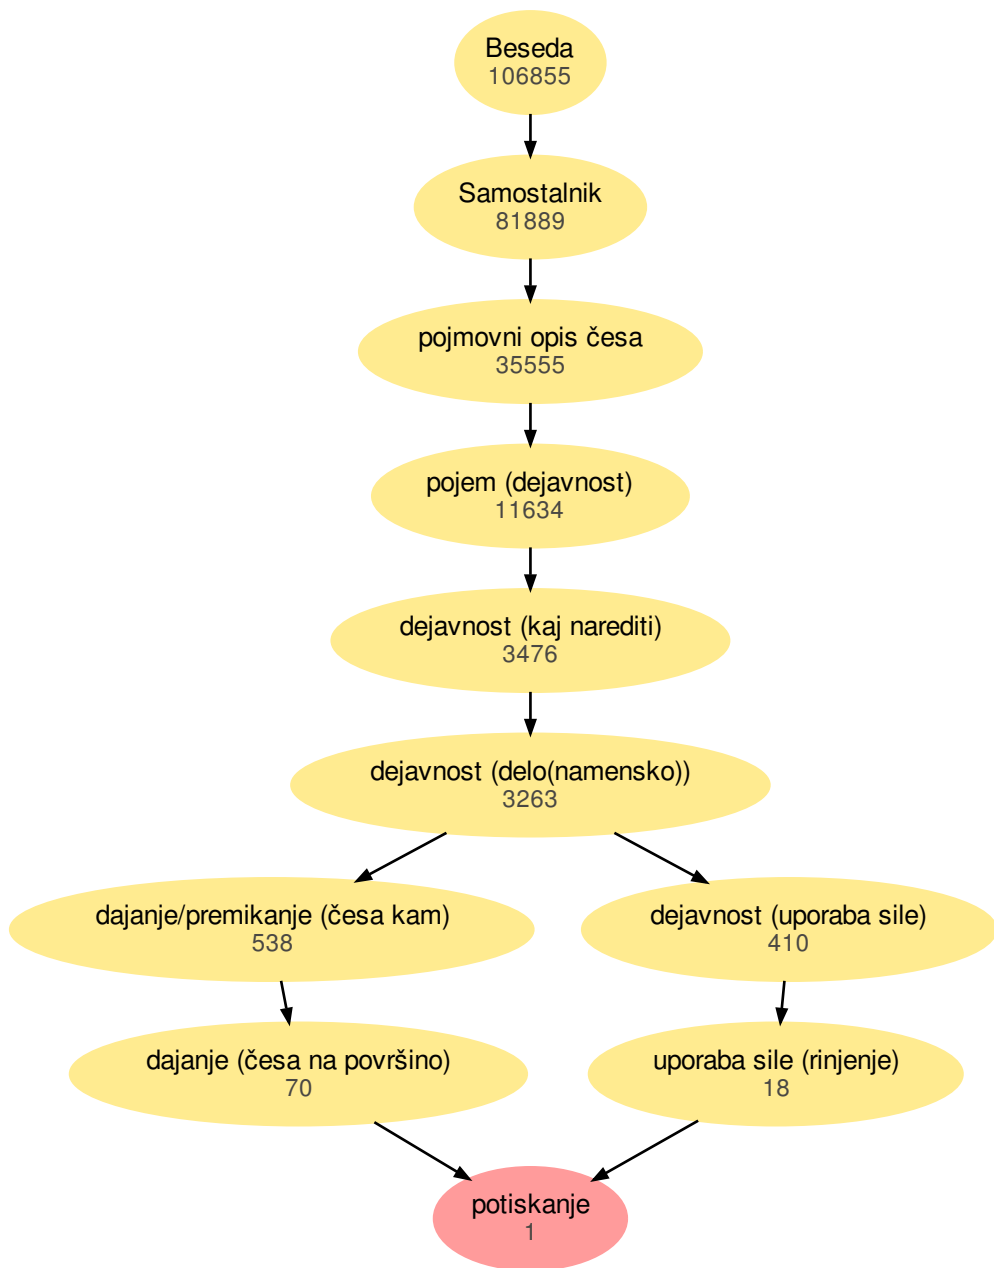 Beseda
106855
Samostalnik
81889
pojmovni opis česa
35555
pojem (dejavnost)
11634
dejavnost (kaj narediti)
3476
dejavnost (delo(namensko))
3263
dajanje/premikanje (česa kam)
538
dejavnost (uporaba sile)
410
dajanje (česa na površino)
70
uporaba sile (rinjenje)
18
potiskanje
1